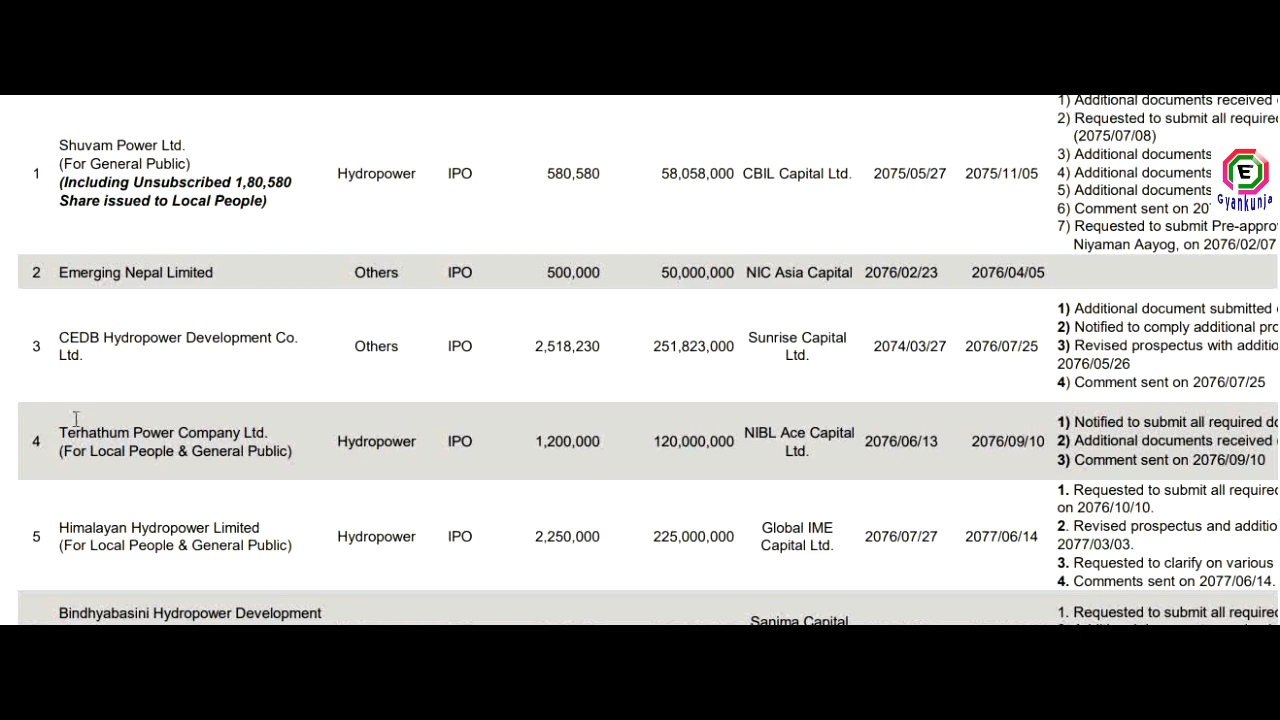 1) Additional documents received
2) Requested to submit all required
(2075/07/08)
3) Additional documents
4) Additional documents
5) Additional documents
6) Comment sent on 20
7) Requested to submit Pre-appro
Niyaman Aayog, on 2076/02/07
1 Shuvam Power Ltd.
(For General Public)
(Including Unsubscribed 1,80,580
Share issued to Local People)
Hydropower IPO 580,580 58,058,000 CBIL Capital Ltd. 2075/05/27 2075/11/05
E
Gyankunja
2 Emerging Nepal Limited Others IPO 500,000 50,000,000 NIC Asia Capital 2076/02/23 2076/04/05
3 CEDB Hydropower Development Co.
Ltd.
Others IPO 2,518,230 251,823,000 Sunrise Capital
Ltd.
2074/03/27 2076/07/25
1) Additional document submitted
2) Notified to comply additional pro
3) Revised prospectus with additio
2076/05/26
4) Comment sent on 2076/07/25
4 Terhathum Power Company Ltd.
(For Local People & General Public)
Hydropower IPO 1,200,000 120,000,000 NIBL Ace Capital
Ltd.
2076/06/13 2076/09/10
1) Notified to submit all required do
2) Additional documents received
3) Comment sent on 2076/09/10
5 Himalayan Hydropower Limited
(For Local People & General Public)
Hydropower IPO 2,250,000 225,000,000 Global IME
Capital Ltd.
2076/07/27 2077/06/14
1. Requested to submit all required
on 2076/10/10.
2. Revised prospectus and additio
2077/03/03.
3. Requested to clarify on various
4. Comments sent on 2077/06/14.
Bindhyabasini Hydropower Development
Sanima Capital
1. Requested to submit all required